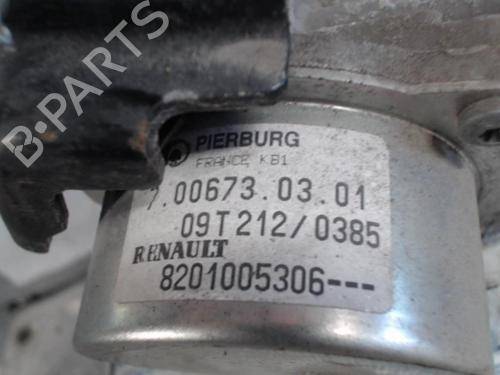 B-PARTS
PIERBURG
FRANCE KB1
7.00673.03.01
09T212/0385
RENAULT
8201005306---